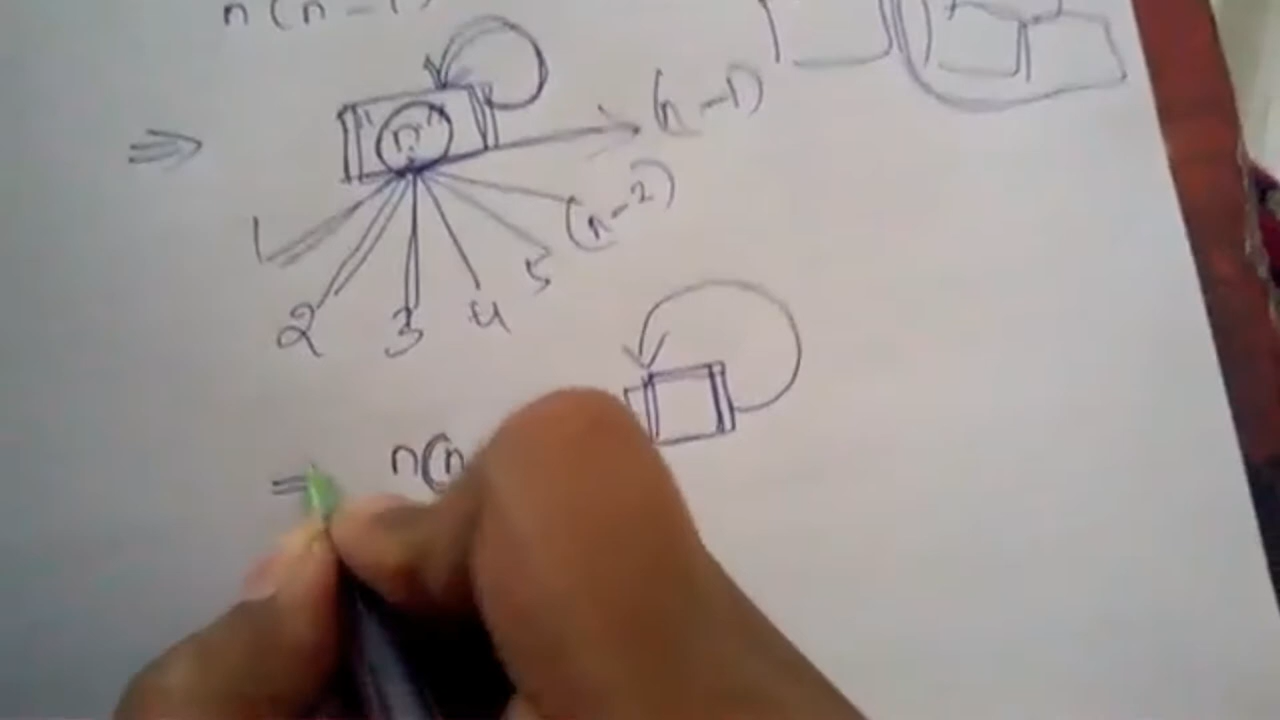 n(n-1)
⇒ "n" (n-1)
(n-2)
1 2 3 4 5
= n(n